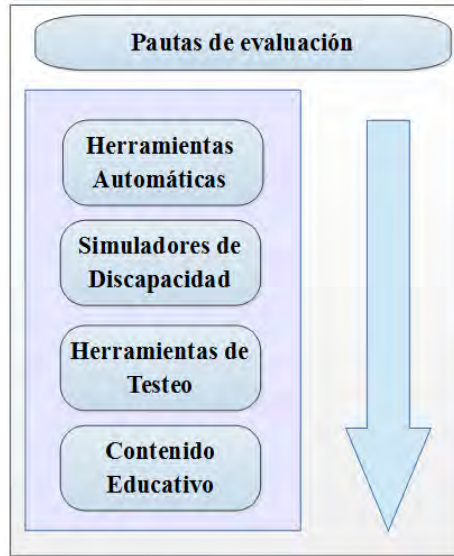 Pautas de evaluación
Herramientas
Automáticas
Simuladores de
Discapacidad
Herramientas de
Testeo
Contenido
Educativo